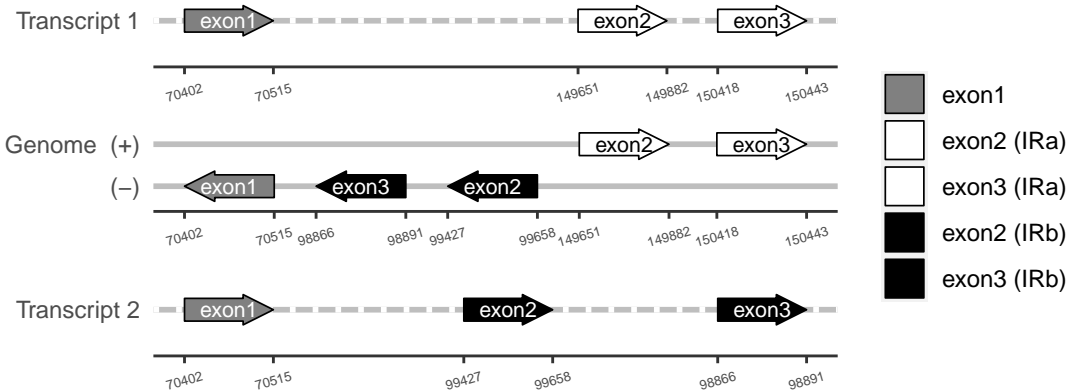 Transcript 1 exon1 exon2 exon3
70402 70515 149651 149882 150418 150443
Genome (+) exon2 exon3
(−) exon1 exon3 exon2
70402 70515 98866 98891 99427 99658 149651 149882 150418 150443
Transcript 2 exon1 exon2 exon3
70402 70515 99427 99658 98866 98891
exon1
exon2 (IRa)
exon3 (IRa)
exon2 (IRb)
exon3 (IRb)